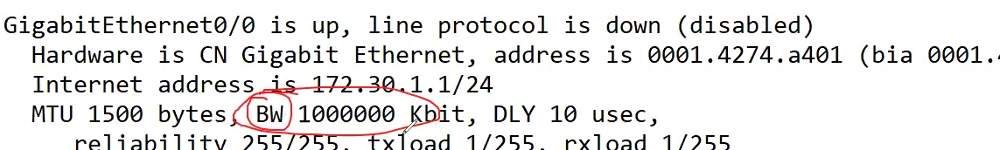 GigabitEthernet0/0 is up, line protocol is down (disabled)
Hardware is CN Gigabit Ethernet, address is 0001.4274.a401 (bia 0001.4
Internet address is 172.30.1.1/24
MTU 1500 bytes, BW 1000000 Kbit, DLY 10 usec,
reliability 255/255, txload 1/255, rxload 1/255